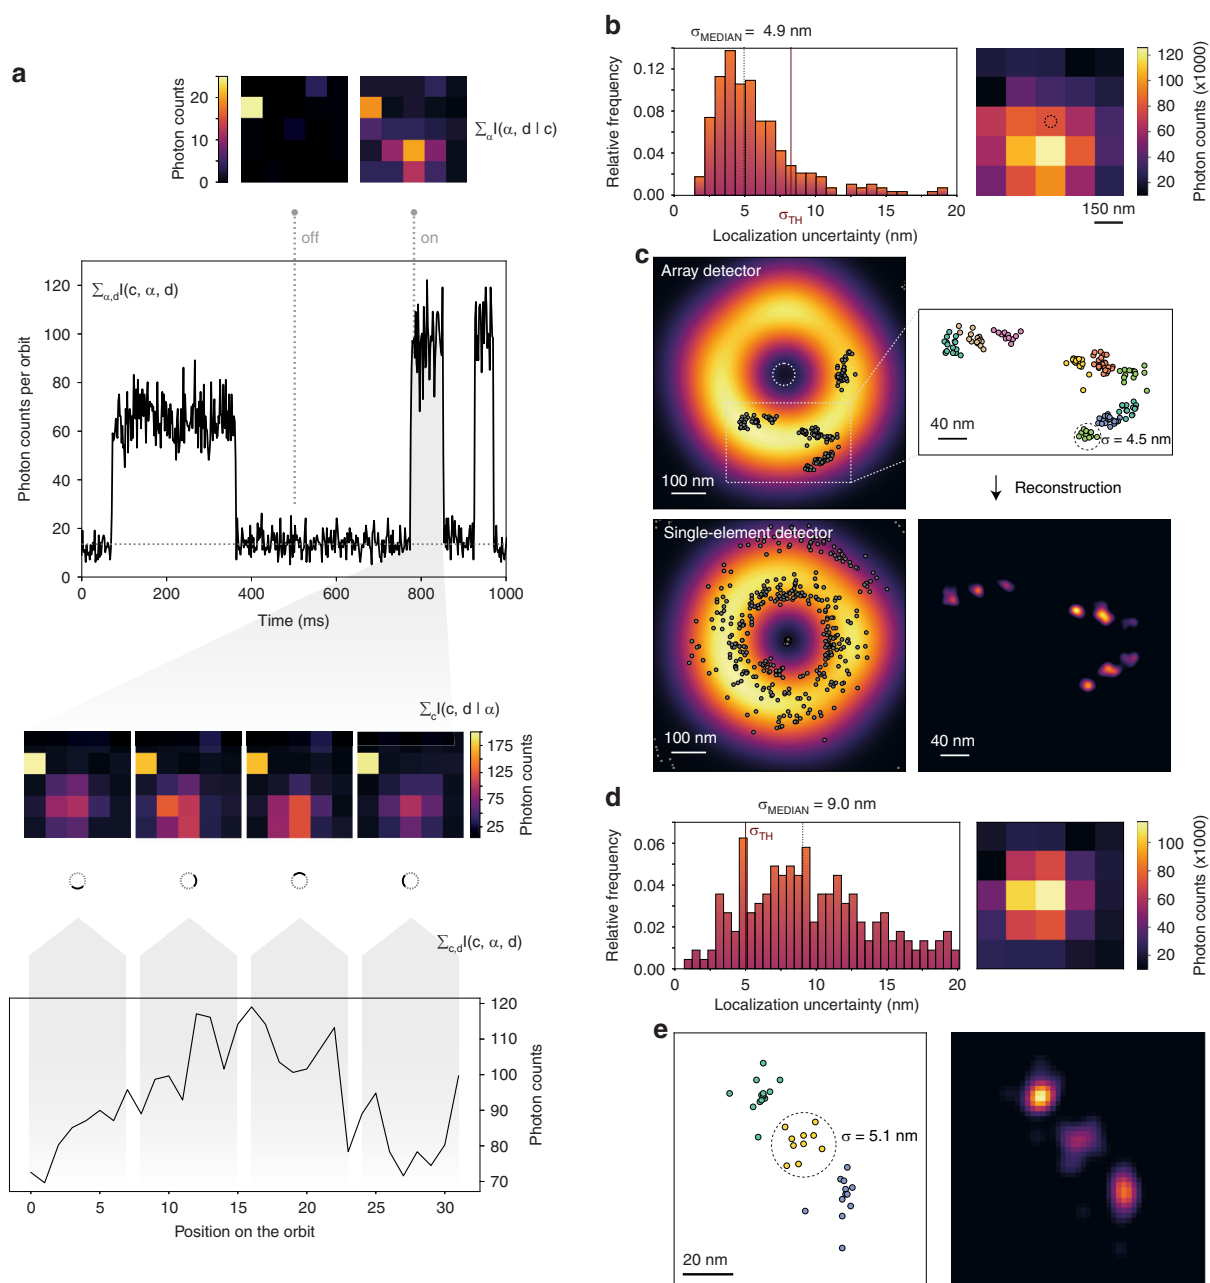 a
Photon counts
20
10
0
ΣαI(α, d | c)
off
on
Σα,dI(c, α, d)
Photon counts per orbit
120
100
80
60
40
20
0
0
200
400
600
800
1000
Time (ms)
ΣcI(c, d | α)
175
125
75
25
Photon counts
Σc,dI(c, α, d)
120
110
100
90
80
70
Photon counts
0
5
10
15
20
25
30
Position on the orbit
b
σMEDIAN = 4.9 nm
Relative frequency
0.12
0.08
0.04
0.00
0
5
10
15
20
σTH
Localization uncertainty (nm)
120
100
80
60
40
20
Photon counts (x1000)
150 nm
c
Array detector
100 nm
40 nm
σ = 4.5 nm
Reconstruction
Single-element detector
100 nm
40 nm
d
σMEDIAN = 9.0 nm
σTH
Relative frequency
0.06
0.04
0.02
0.00
0
5
10
15
20
Localization uncertainty (nm)
100
80
60
40
20
Photon counts (x1000)
e
σ = 5.1 nm
20 nm